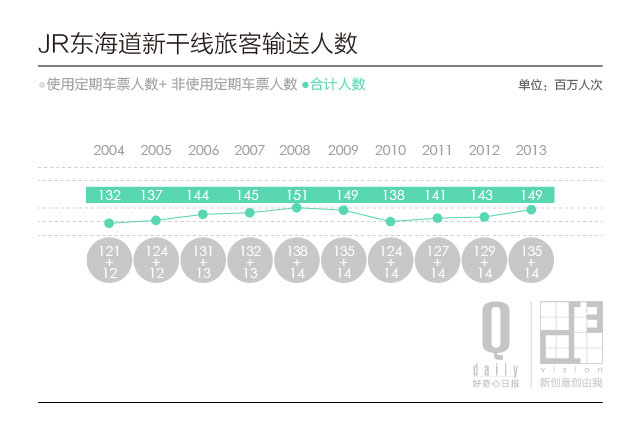 JR东海道新干线旅客输送人数
●使用定期车票人数+ 非使用定期车票人数 ●合计人数 单位：百万人次
2004 2005 2006 2007 2008 2009 2010 2011 2012 2013
132 137 144 145 151 149 138 141 143 149
121 124 131 132 138 135 124 127 129 135
+ + + + + + + + + +
12 12 13 13 14 14 14 14 14 14
Q
daily vision
好奇心日报 新创意创由我